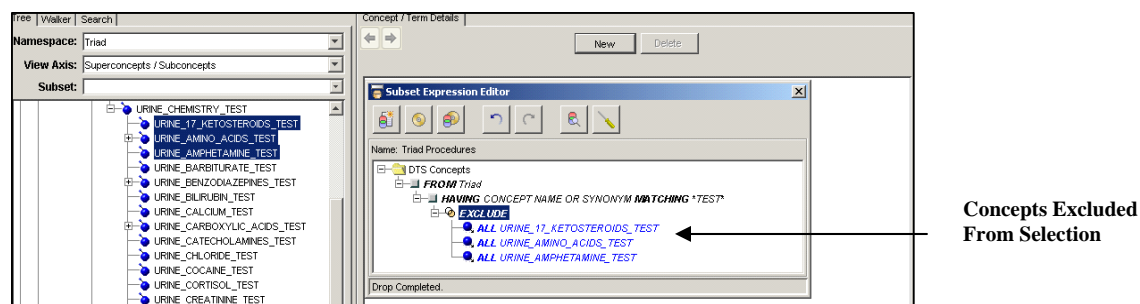 Tree Walker Search
Namespace: Triad
View Axis: Superconcepts / Subconcepts
Subset:
URINE_CHEMISTRY_TEST
URINE_17_KETOSTEROIDS_TEST
URINE_AMINO_ACIDS_TEST
URINE_AMPHETAMINE_TEST
URINE_BARBITURATE_TEST
URINE_BENZODIAZEPINES_TEST
URINE_BILIRUBIN_TEST
URINE_CALCIUM_TEST
URINE_CARBOXYLIC_ACIDS_TEST
URINE_CATECHOLAMINES_TEST
URINE_CHLORIDE_TEST
URINE_COCAINE_TEST
URINE_CORTISOL_TEST
URINE_CREATININE_TEST
Concept / Term Details
New Delete
Subset Expression Editor
Name: Triad Procedures
DTS Concepts
FROM Triad
HAVING CONCEPT NAME OR SYNONYM MATCHING *TEST*
EXCLUDE
ALL URINE_17_KETOSTEROIDS_TEST
ALL URINE_AMINO_ACIDS_TEST
ALL URINE_AMPHETAMINE_TEST
Drop Completed.
Concepts Excluded
From Selection